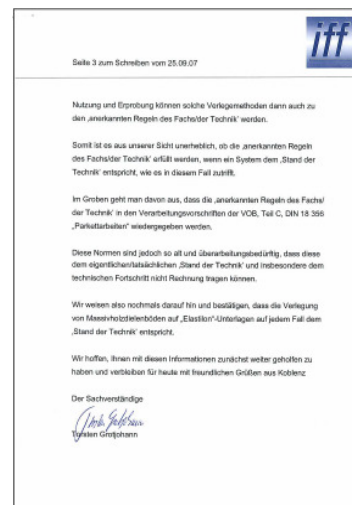 iff
Seite 3 zum Schreiben vom 25.09.07
Nutzung und Erprobung können solche Verlegemethoden dann auch zu
den ‚anerkannten Regeln des Fachs/der Technik' werden.
Somit ist es aus unserer Sicht unerheblich, ob die ‚anerkannten Regeln
des Fachs/der Technik' erfüllt werden, wenn ein System dem ‚Stand der
Technik' entspricht, wie es in diesem Fall zutrifft.
Im Groben geht man davon aus, dass die ‚anerkannten Regeln des Fachs/
der Technik' in den Verarbeitungsvorschriften der VOB, Teil C, DIN 18 356
„Parkettarbeiten" wiedergegeben werden.
Diese Normen sind jedoch so alt und überarbeitungsbedürftig, dass diese
dem eigentlichen/tatsächlichen ‚Stand der Technik' und insbesondere dem
technischen Fortschritt nicht Rechnung tragen können.
Wir weisen also nochmals darauf hin und bestätigen, dass die Verlegung
von Massivholzdielenböden auf „Elastilon"-Unterlagen auf jedem Fall dem
‚Stand der Technik' entspricht.
Wir hoffen, Ihnen mit diesen Informationen zunächst weiter geholfen zu
haben und verbleiben für heute mit freundlichen Grüßen aus Koblenz
Der Sachverständige
Torsten Grotjohann